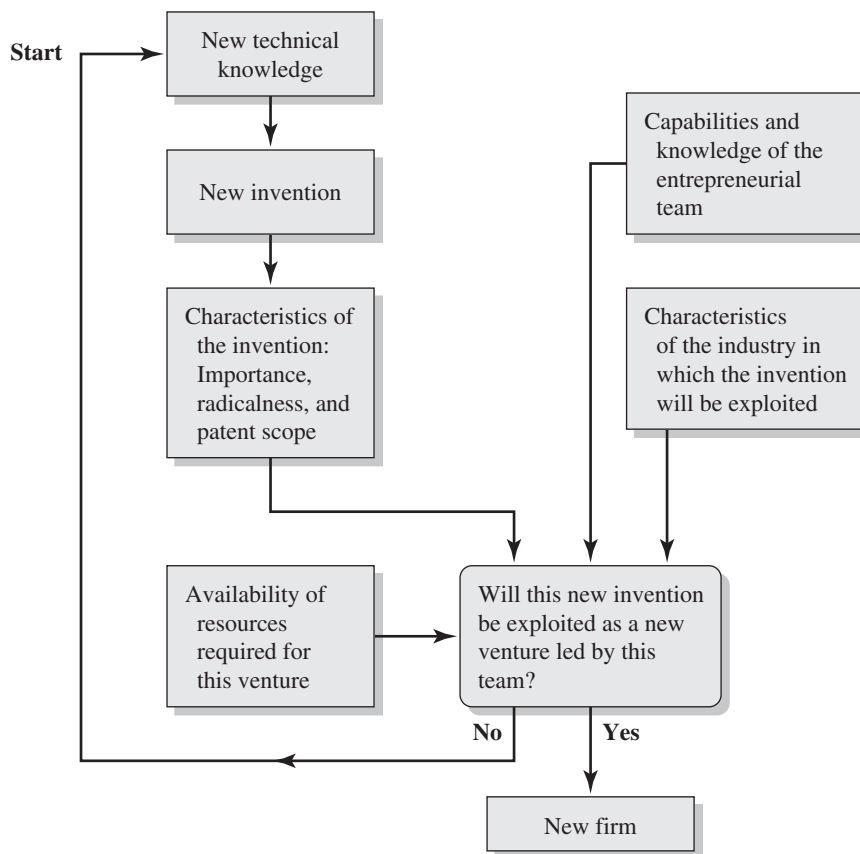 Start
New technical
knowledge
New invention
Characteristics of
the invention:
Importance,
radicalness, and
patent scope
Capabilities and
knowledge of the
entrepreneurial
team
Characteristics
of the industry in
which the invention
will be exploited
Availability of
resources
required for
this venture
Will this new invention
be exploited as a new
venture led by this
team?
No
Yes
New firm